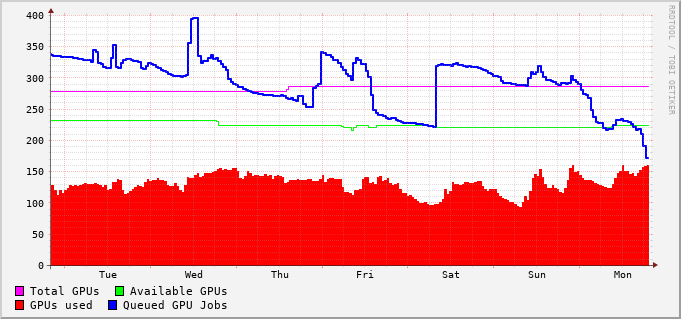 400
350
300
250
200
150
100
50
0
Tue Wed Thu Fri Sat Sun Mon
Total GPUs Available GPUs
GPUs used Queued GPU Jobs
RRDTOOL / TOBI OETIKER